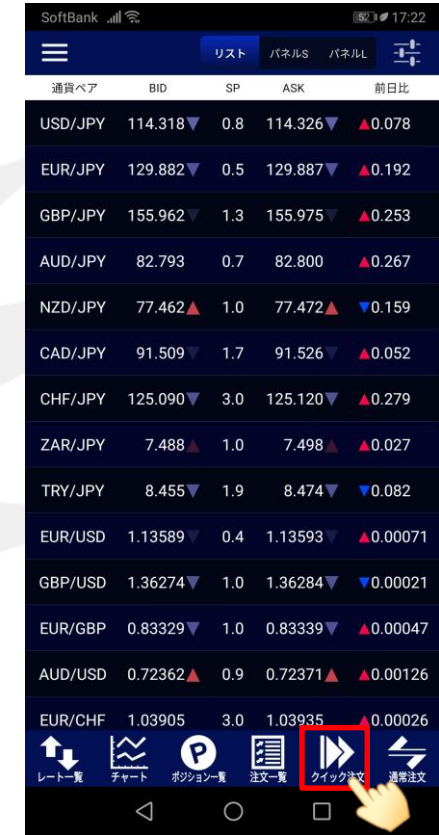 SoftBank 52 17:22
リスト パネルS パネルL
通貨ペア BID SP ASK 前日比
USD/JPY 114.318▼ 0.8 114.326▼ ▲0.078
EUR/JPY 129.882▼ 0.5 129.887▼ ▲0.192
GBP/JPY 155.962▼ 1.3 155.975▼ ▲0.253
AUD/JPY 82.793 0.7 82.800 ▲0.267
NZD/JPY 77.462▲ 1.0 77.472▲ ▼0.159
CAD/JPY 91.509▼ 1.7 91.526▼ ▲0.052
CHF/JPY 125.090▼ 3.0 125.120▼ ▲0.279
ZAR/JPY 7.488▲ 1.0 7.498▲ ▲0.027
TRY/JPY 8.455▼ 1.9 8.474▼ ▼0.082
EUR/USD 1.13589▼ 0.4 1.13593▼ ▲0.00071
GBP/USD 1.36274▼ 1.0 1.36284▼ ▼0.00021
EUR/GBP 0.83329▼ 1.0 0.83339▼ ▲0.00047
AUD/USD 0.72362▲ 0.9 0.72371▲ ▲0.00126
EUR/CHF 1.03905 3.0 1.03935 ▲0.00026
P
レート一覧 チャート ポジション一覧 注文一覧 クイック注文 通常注文